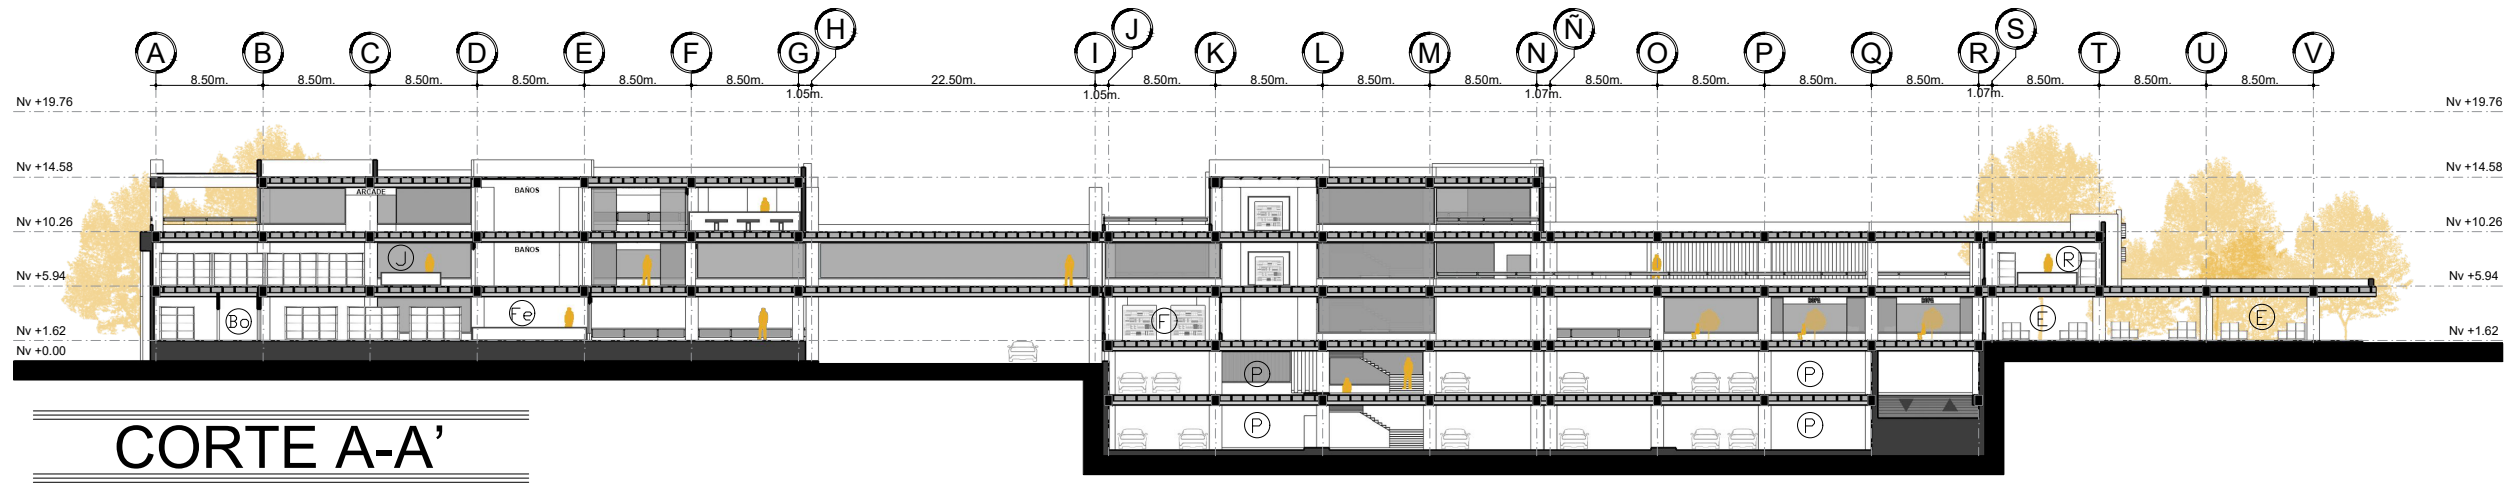 H J Ñ S
A B C D E F G I K L M N O P Q R T U V
8.50m. 8.50m. 8.50m. 8.50m. 8.50m. 8.50m. 22.50m. 8.50m. 8.50m. 8.50m. 8.50m. 8.50m. 8.50m. 8.50m. 8.50m. 8.50m. 8.50m. 8.50m.
1.05m. 1.05m. 1.07m. 1.07m.
Nv +19.76 Nv +19.76
Nv +14.58 Nv +14.58
ARCADE BAÑOS
Nv +10.26 Nv +10.26
BAÑOS
J R
Nv +5.94 Nv +5.94
ROPA ROPA
Bo Fe F E E
Nv +1.62 Nv +1.62
Nv +0.00
P P
P P
CORTE A-A’